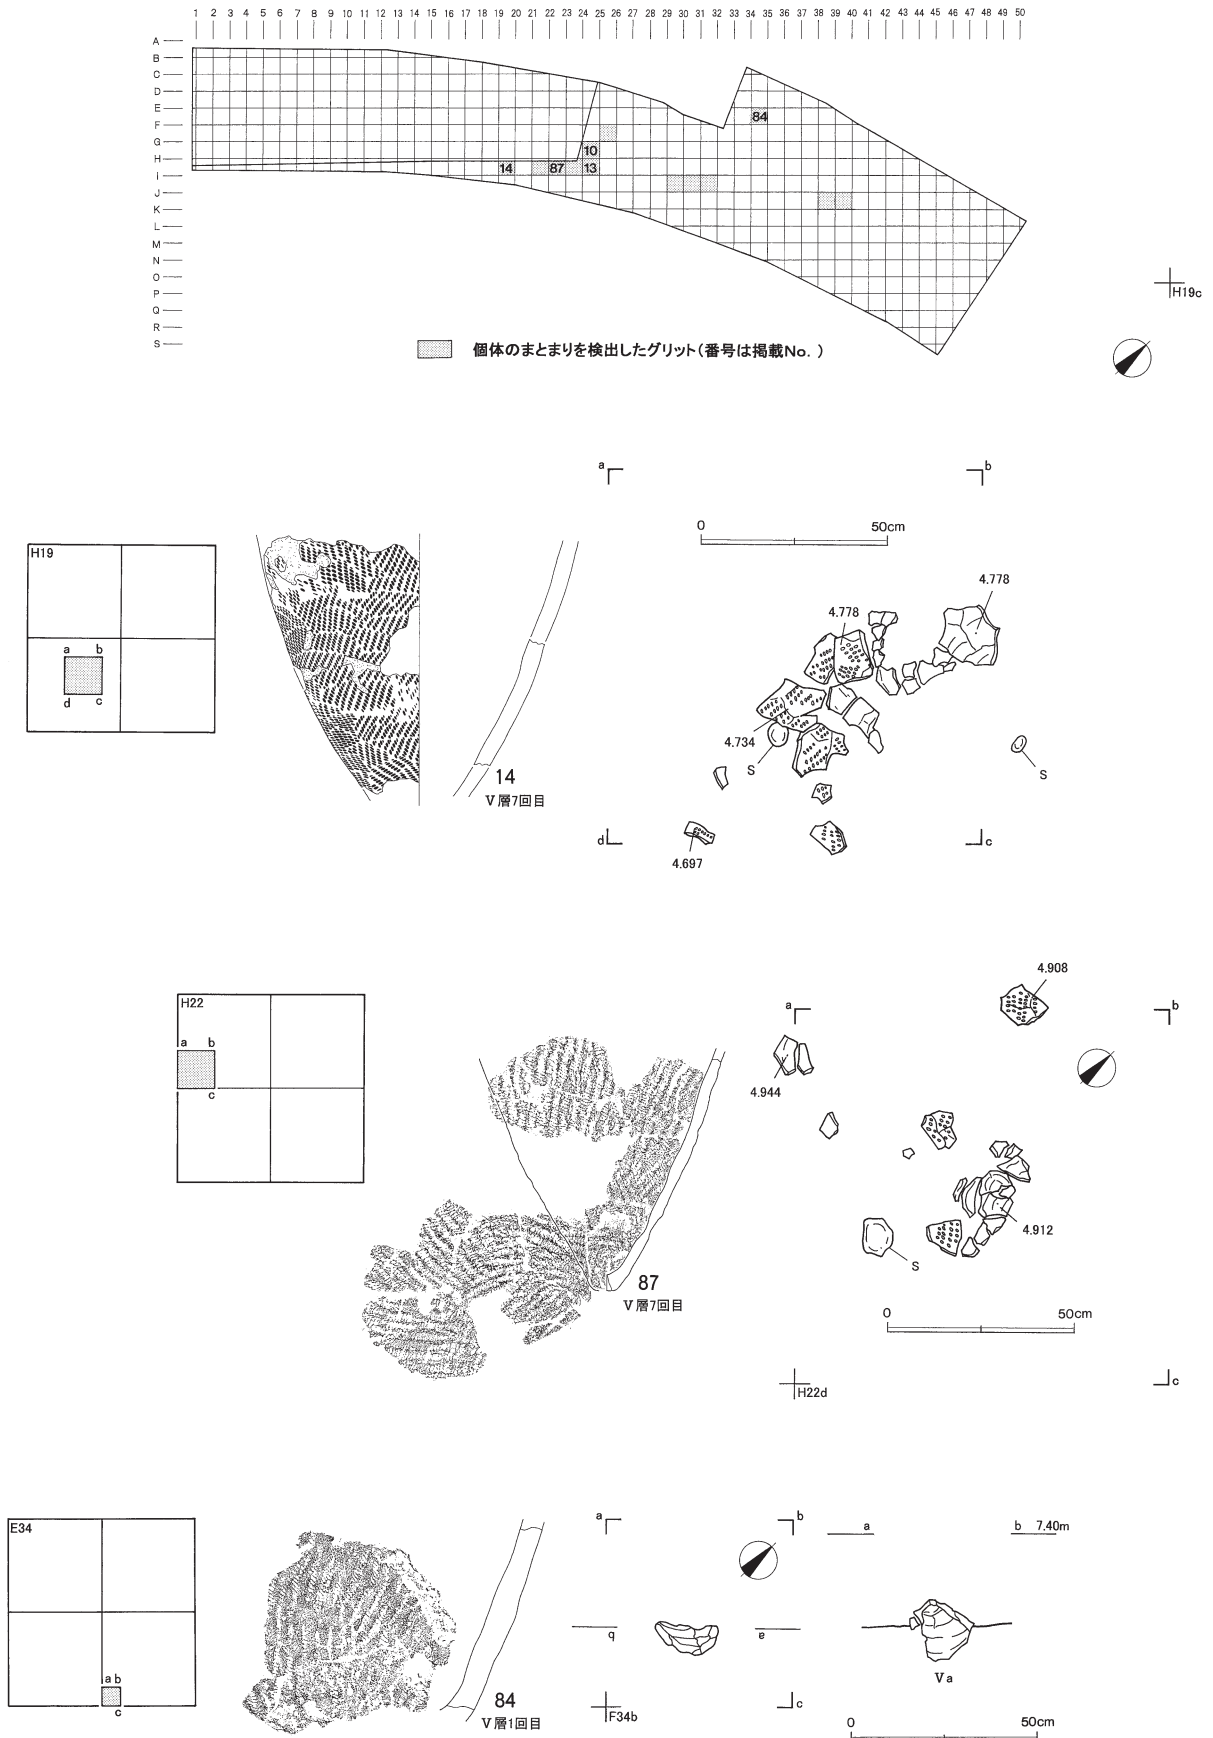 1 2 3 4 5 6 7 8 9 10 11 12 13 14 15 16 17 18 19 20 21 22 23 24 25 26 27 28 29 30 31 32 33 34 35 36 37 38 39 40 41 42 43 44 45 46 47 48 49 50
A
B
C
D
E
F
G
H
I
J
K
L
M
N
O
P
Q
R
S
84
10
14 87 13
H19c
個体のまとまりを検出したグリット(番号は掲載No. )
a b
0 50cm
H19
a b
d c
4.778
4.778
4.734
S
S
4.697
d c
14
Ⅴ層7回目
4.908
H22
a b
c
a b
4.944
4.912
S
87
Ⅴ層7回目
0 50cm
H22d
c
E34
a b
c
a b
a b 7.40m
b a
Ⅴa
84
Ⅴ層1回目
F34b
c
0 50cm